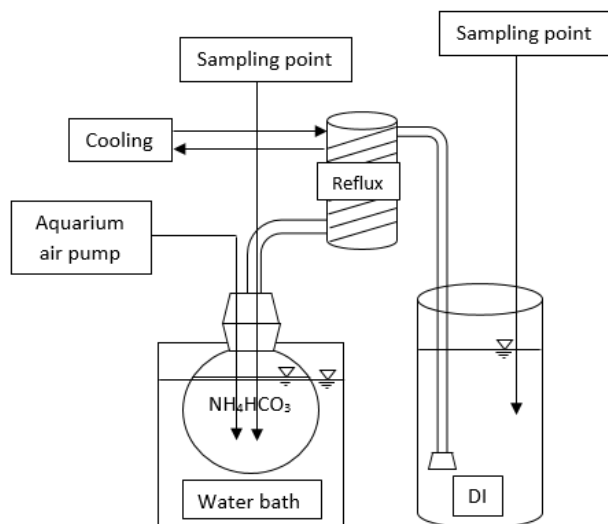 Sampling point
Sampling point
Cooling
Reflux
Aquarium
air pump
NH₄HCO₃
Water bath
DI